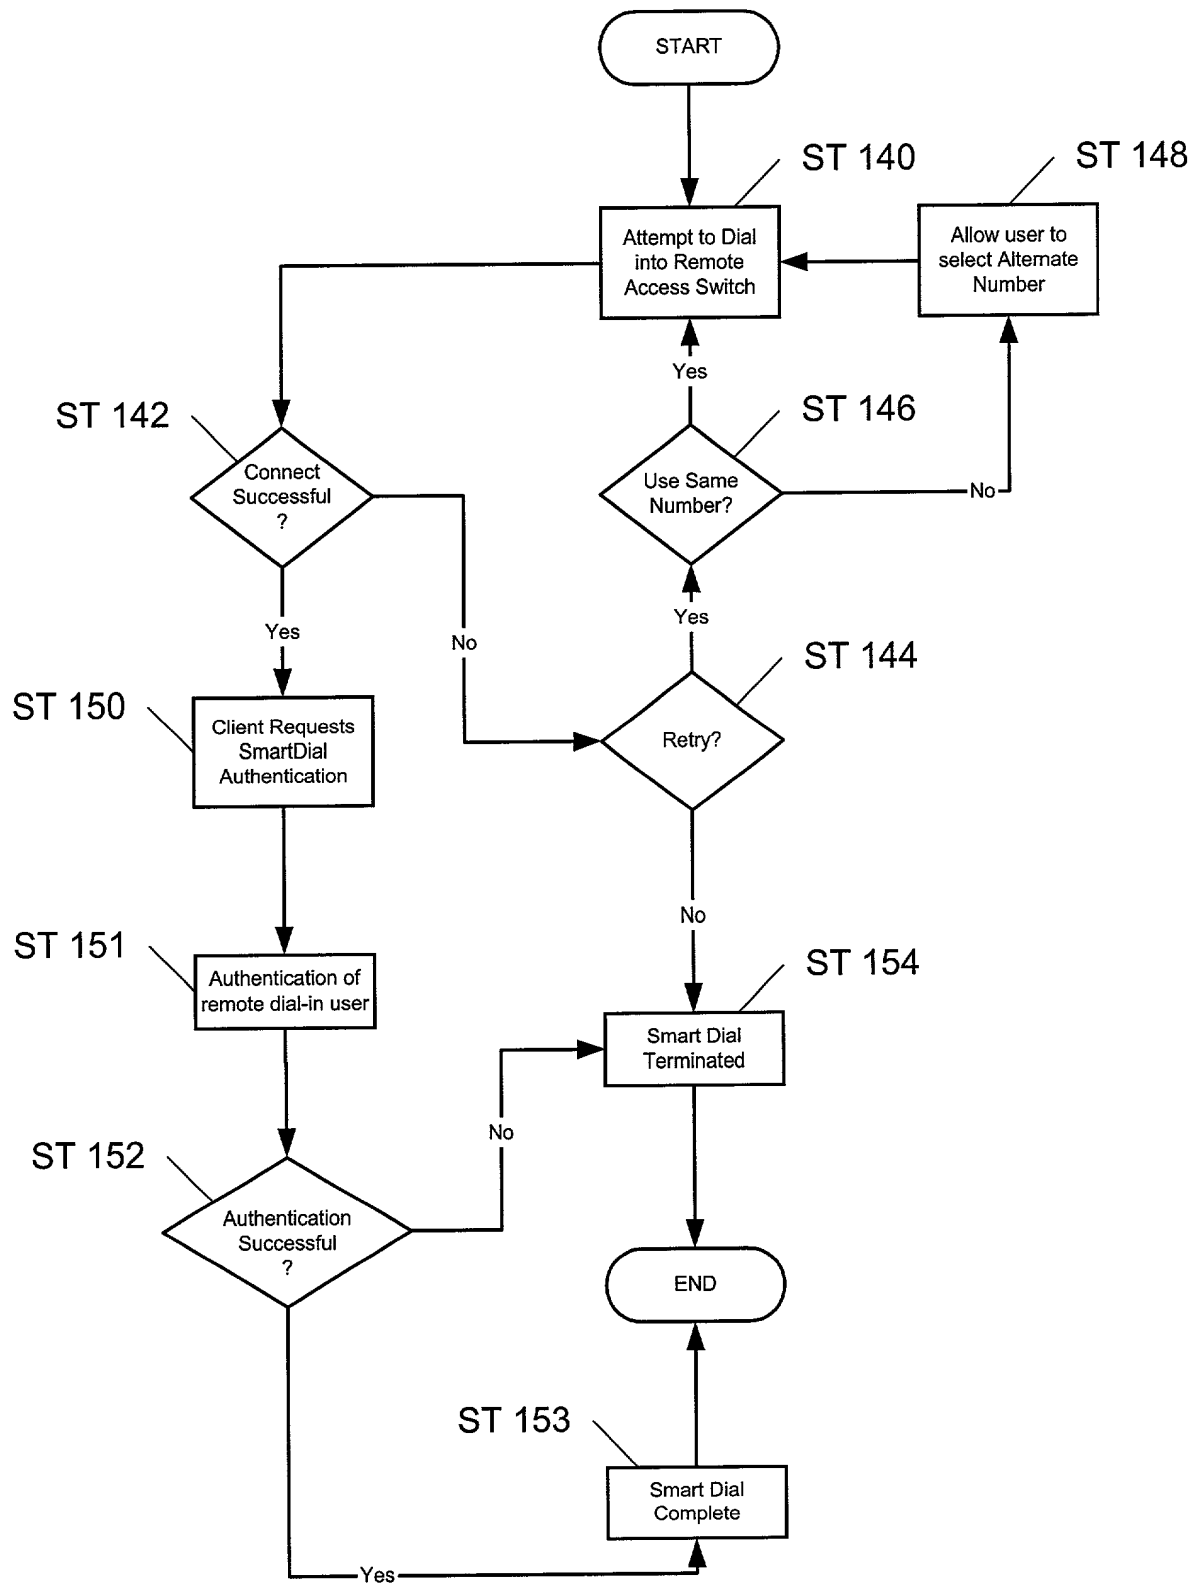 START
ST 140
ST 148
Attempt to Dial
into Remote
Access Switch
Allow user to
select Alternate
Number
Yes
ST 142
ST 146
Connect
Successful
?
Use Same
Number?
No
Yes
No
Yes
ST 150
ST 144
Client Requests
SmartDial
Authentication
Retry?
No
ST 151
ST 154
Authentication of
remote dial-in user
Smart Dial
Terminated
No
ST 152
Authentication
Successful
?
END
ST 153
Smart Dial
Complete
Yes